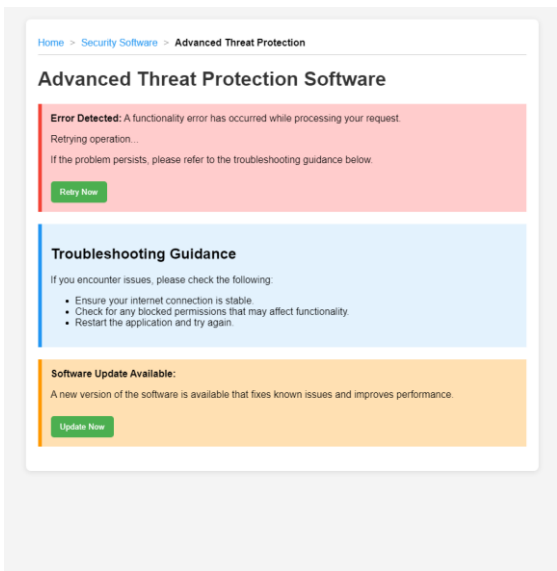 Home > Security Software > Advanced Threat Protection
Advanced Threat Protection Software
Error Detected: A functionality error has occurred while processing your request.
Retrying operation...
If the problem persists, please refer to the troubleshooting guidance below.
Retry Now
Troubleshooting Guidance
If you encounter issues, please check the following:
• Ensure your internet connection is stable.
• Check for any blocked permissions that may affect functionality.
• Restart the application and try again.
Software Update Available:
A new version of the software is available that fixes known issues and improves performance.
Update Now